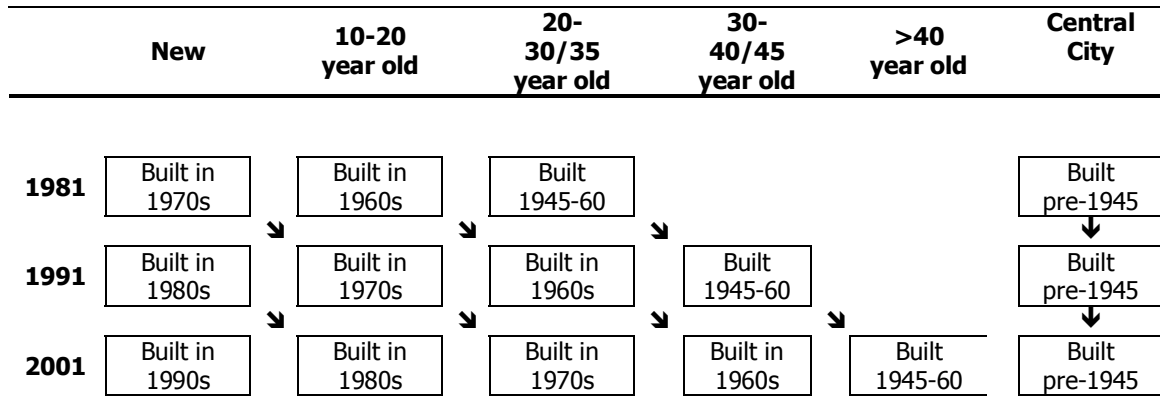 New
10-20
year old
20-
30/35
year old
30-
40/45
year old
>40
year old
Central
City
1981
Built in
1970s
Built in
1960s
Built
1945-60
Built
pre-1945
1991
Built in
1980s
Built in
1970s
Built in
1960s
Built
1945-60
Built
pre-1945
2001
Built in
1990s
Built in
1980s
Built in
1970s
Built in
1960s
Built
1945-60
Built
pre-1945